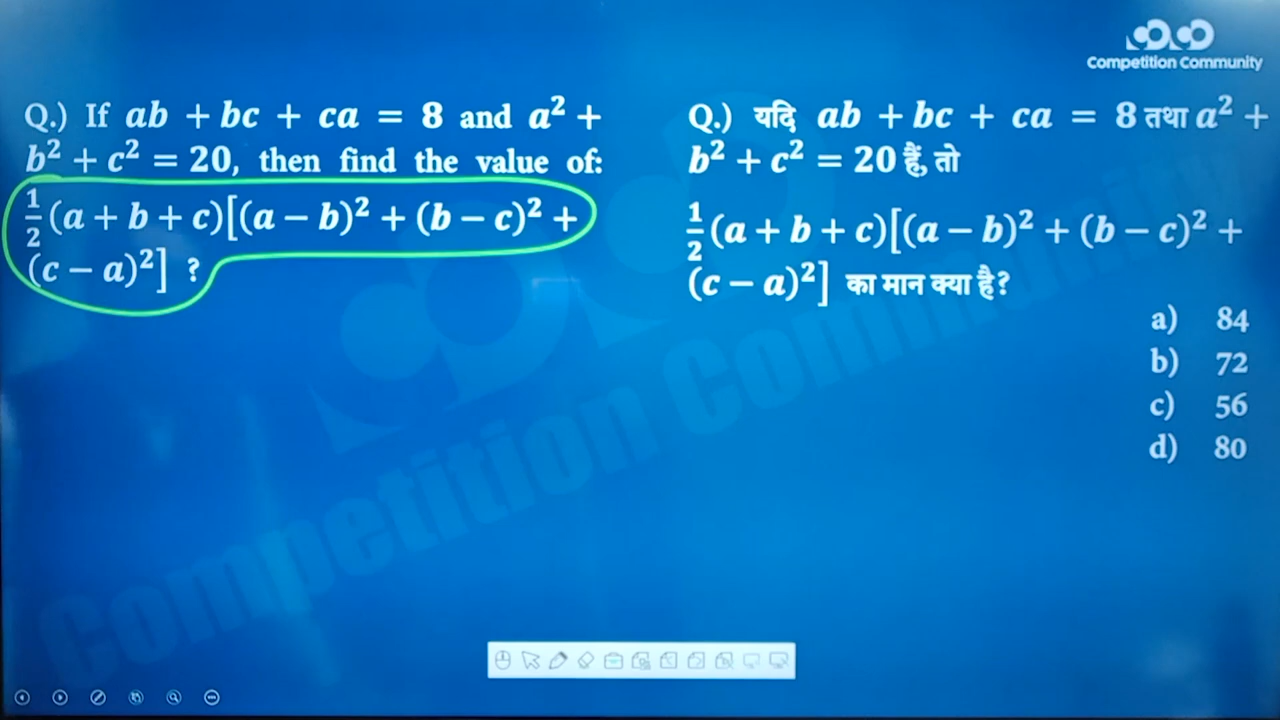 Competition Community
Q.) If ab + bc + ca = 8 and a² +
b² + c² = 20, then find the value of:
½(a + b + c)[(a − b)² + (b − c)² +
(c − a)²] ?
Q.) यदि ab + bc + ca = 8 तथा a² +
b² + c² = 20 हैं, तो
½(a + b + c)[(a − b)² + (b − c)² +
(c − a)²] का मान क्या है?
a) 84
b) 72
c) 56
d) 80
Competition Community